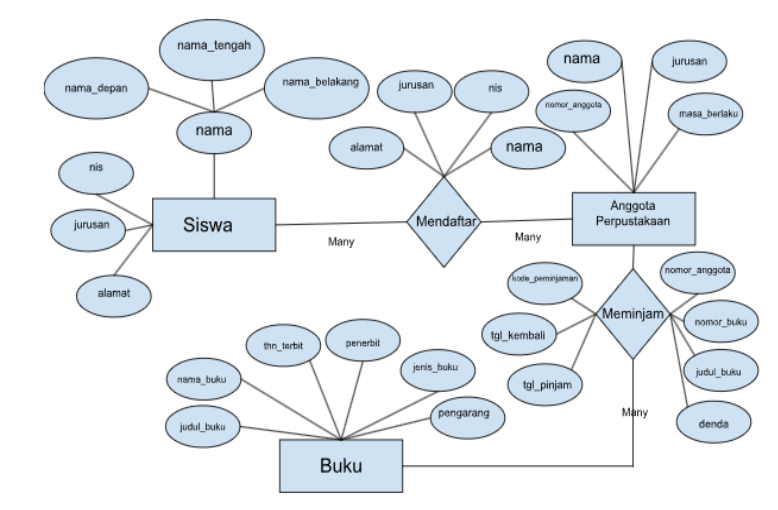 nama_tengah
nama_depan
nama_belakang
nama
nis
jurusan
alamat
Siswa
Many
jurusan
nis
alamat
nama
Mendaftar
Many
nama
jurusan
nomor_anggota
masa_berlaku
Anggota
Perpustakaan
kode_peminjaman
nomor_anggota
Meminjam
tgl_kembali
nomor_buku
tgl_pinjam
judul_buku
denda
Many
thn_terbit
penerbit
nama_buku
jenis_buku
judul_buku
pengarang
Buku